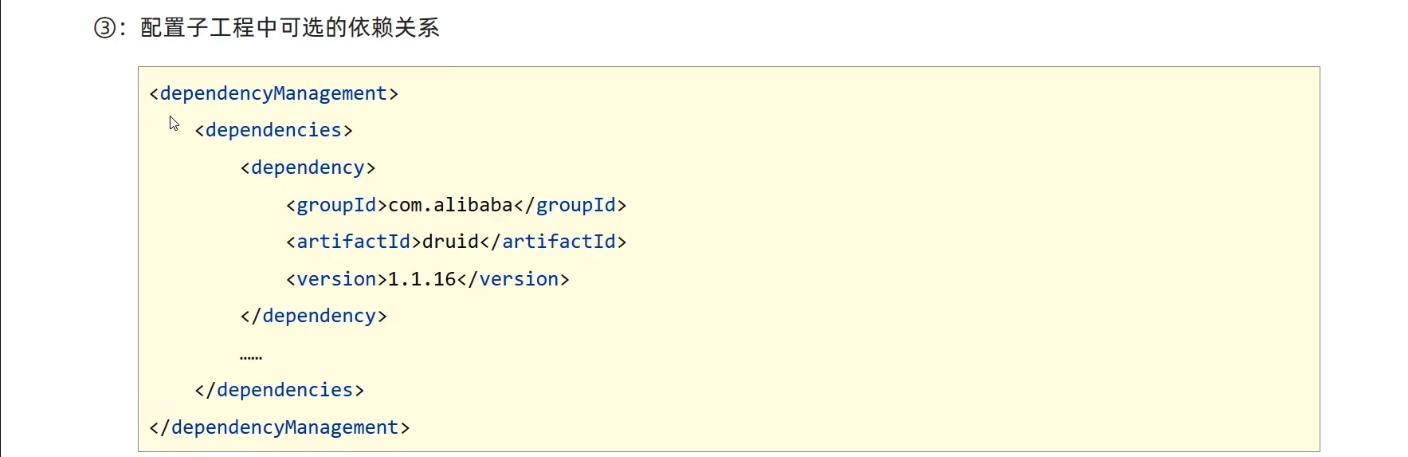 ③：配置子工程中可选的依赖关系
<dependencyManagement>
<dependencies>
<dependency>
<groupId>com.alibaba</groupId>
<artifactId>druid</artifactId>
<version>1.1.16</version>
</dependency>
……
</dependencies>
</dependencyManagement>